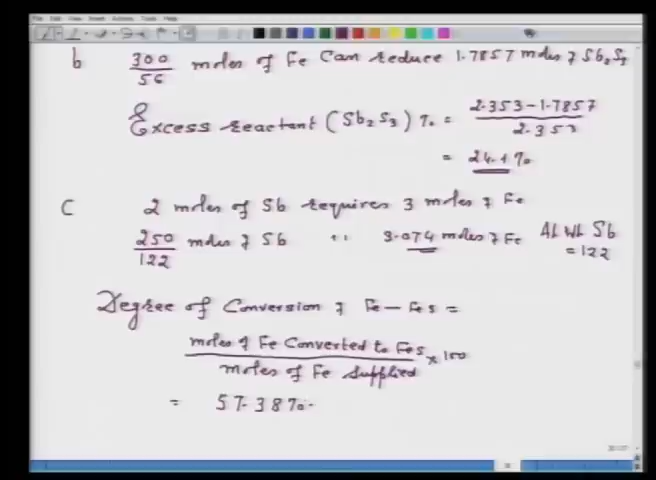 b 300/56 moles of Fe Can reduce 1.7857 moles of Sb2S3
Excess reactant (Sb2S3) % = 2.353-1.7857
2.353
= 24.1 %
C 2 moles of Sb requires 3 moles of Fe
250/122 moles of Sb '' 3.074 moles of Fe At Wt Sb = 122
Degree of Conversion of Fe - FeS =
moles of Fe Converted to FeS × 100
moles of Fe Supplied
= 57.38 %.